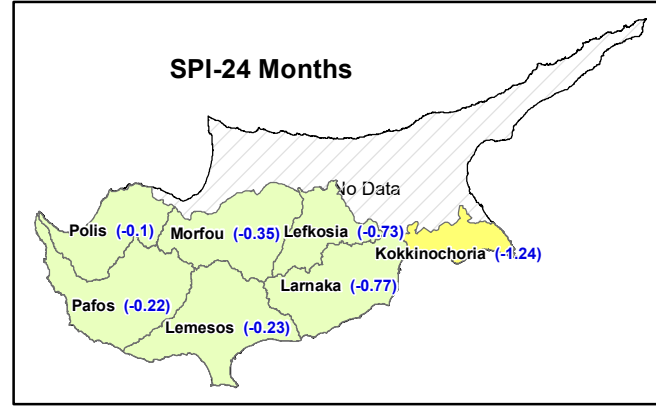 SPI-24 Months
No Data
Polis (-0.1)
Morfou (-0.35)
Lefkosia (-0.73)
Kokkinochoria (-1.24)
Larnaka (-0.77)
Pafos (-0.22)
Lemesos (-0.23)